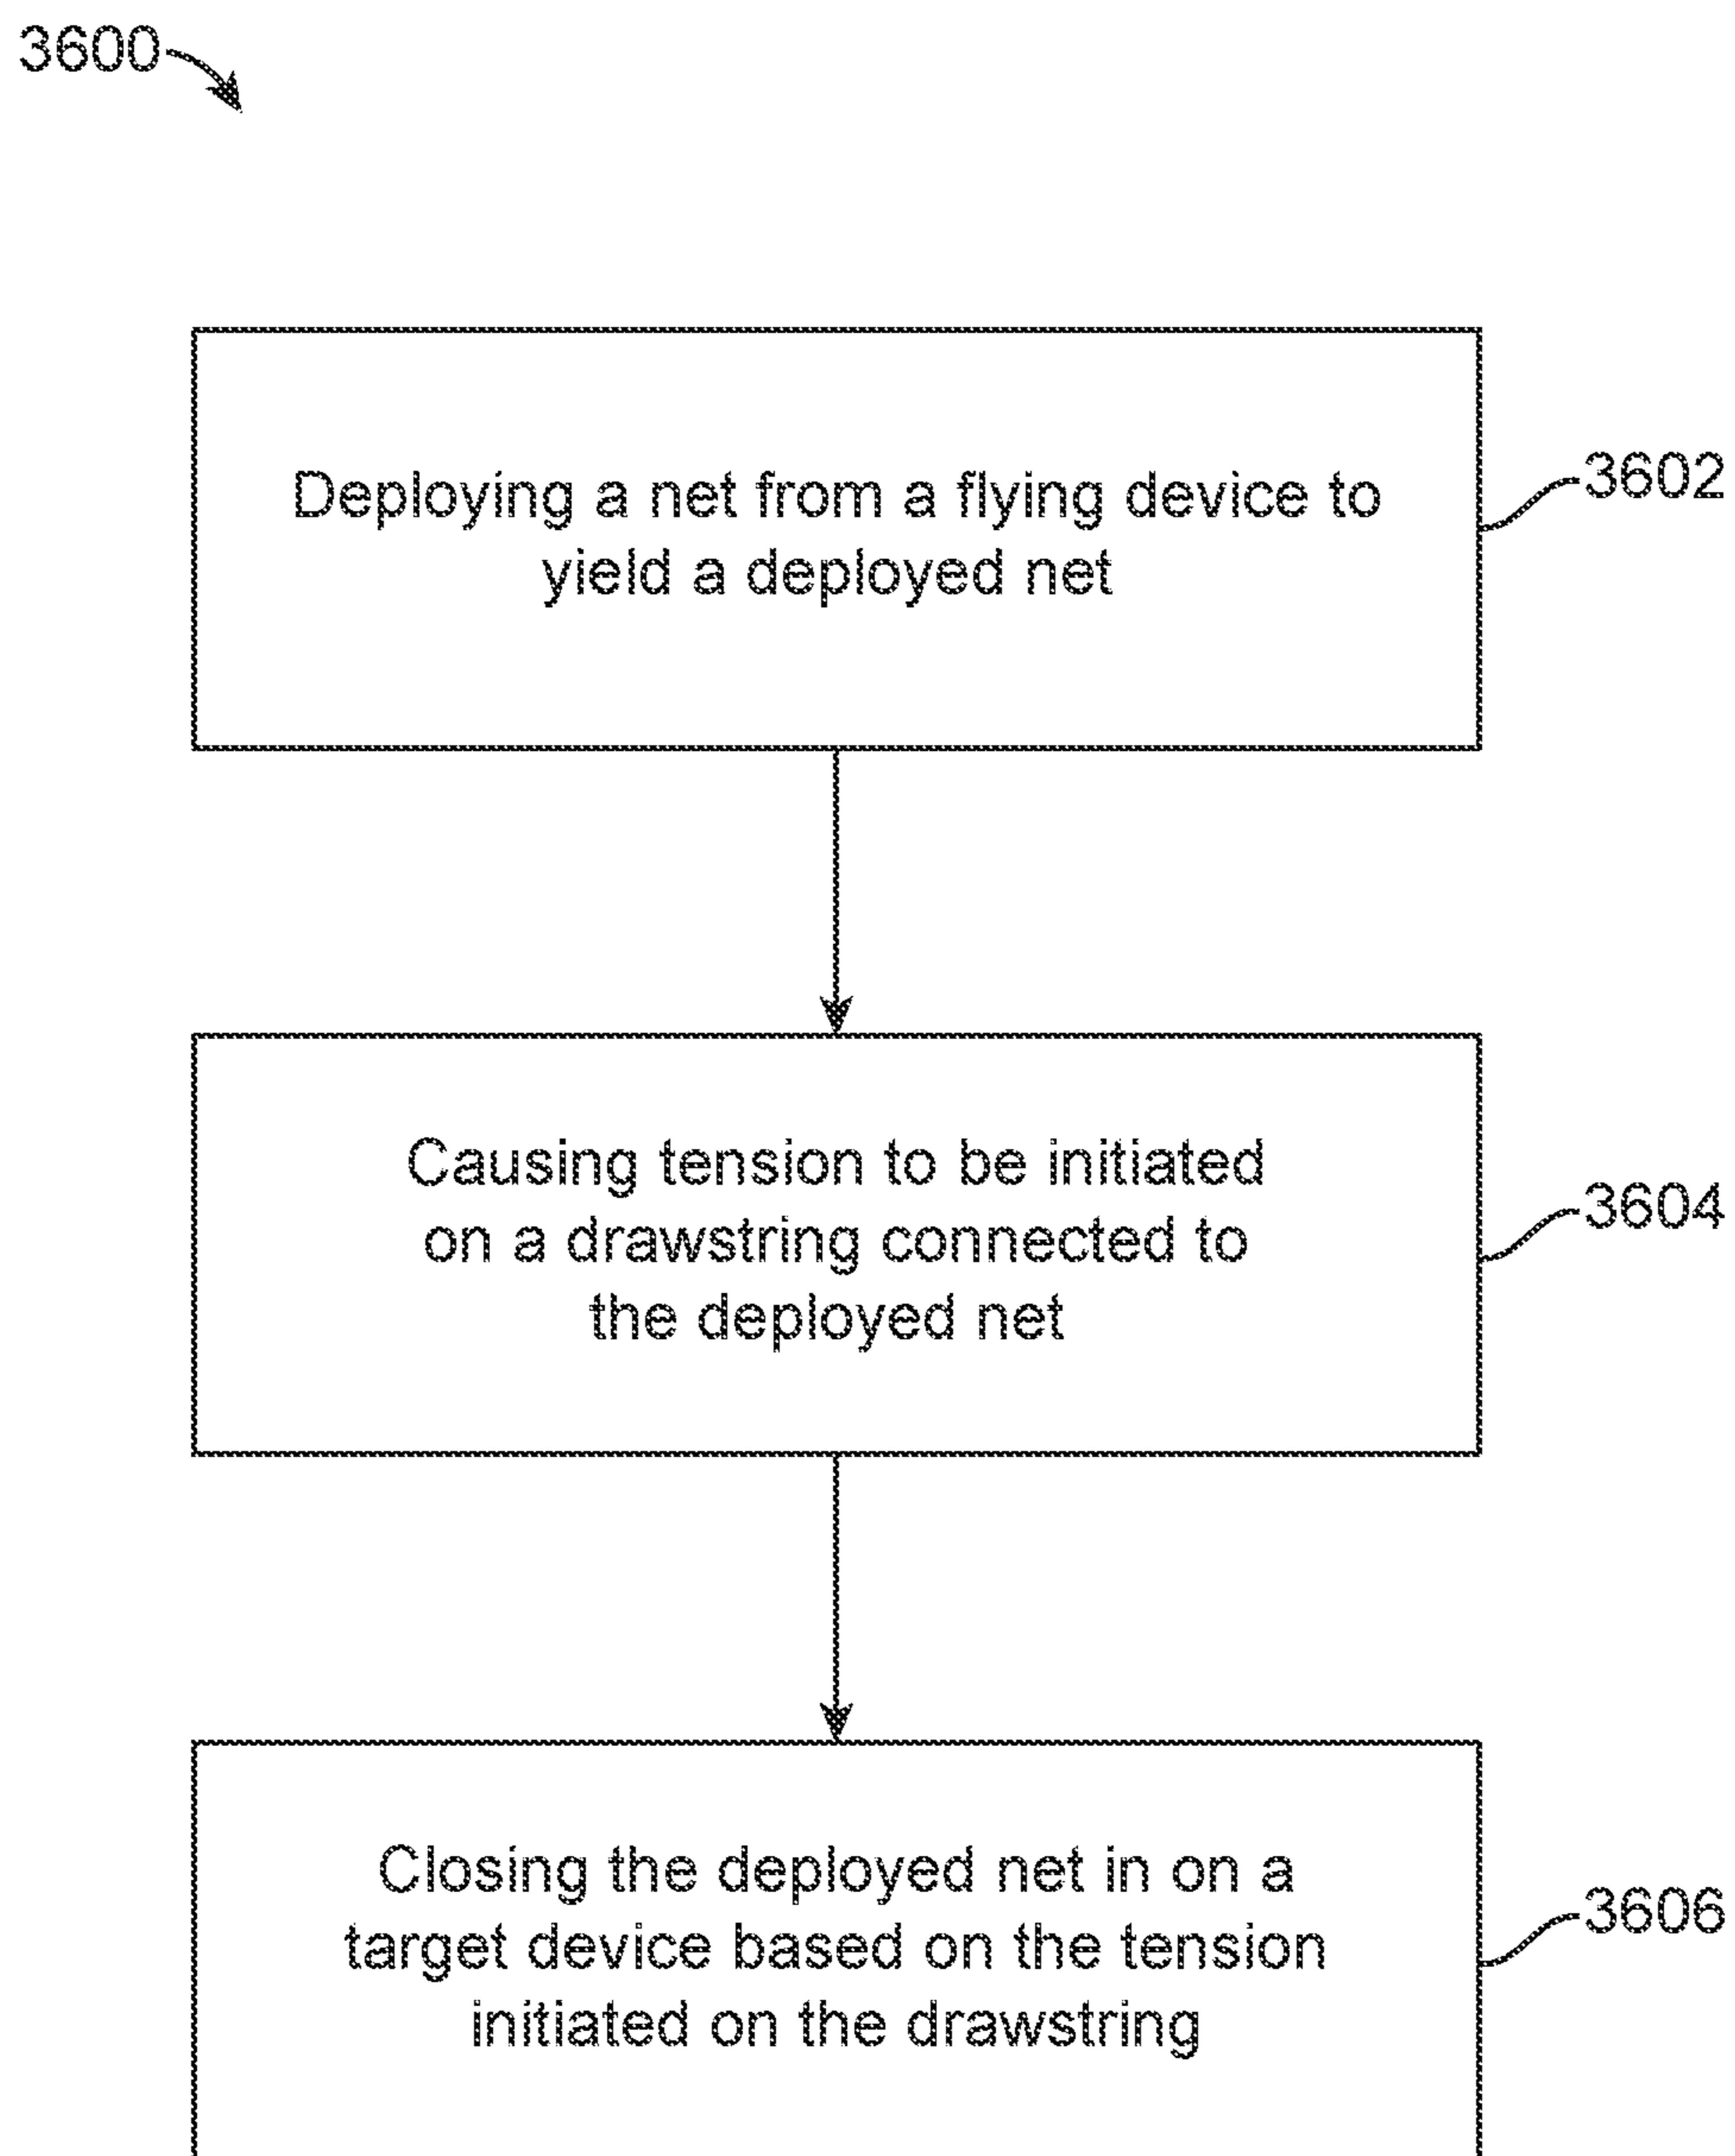 3600
Deploying a net from a flying device to
yield a deployed net
3602
Causing tension to be initiated
on a drawstring connected to
the deployed net
3604
Closing the deployed net in on a
target device based on the tension
initiated on the drawstring
3606